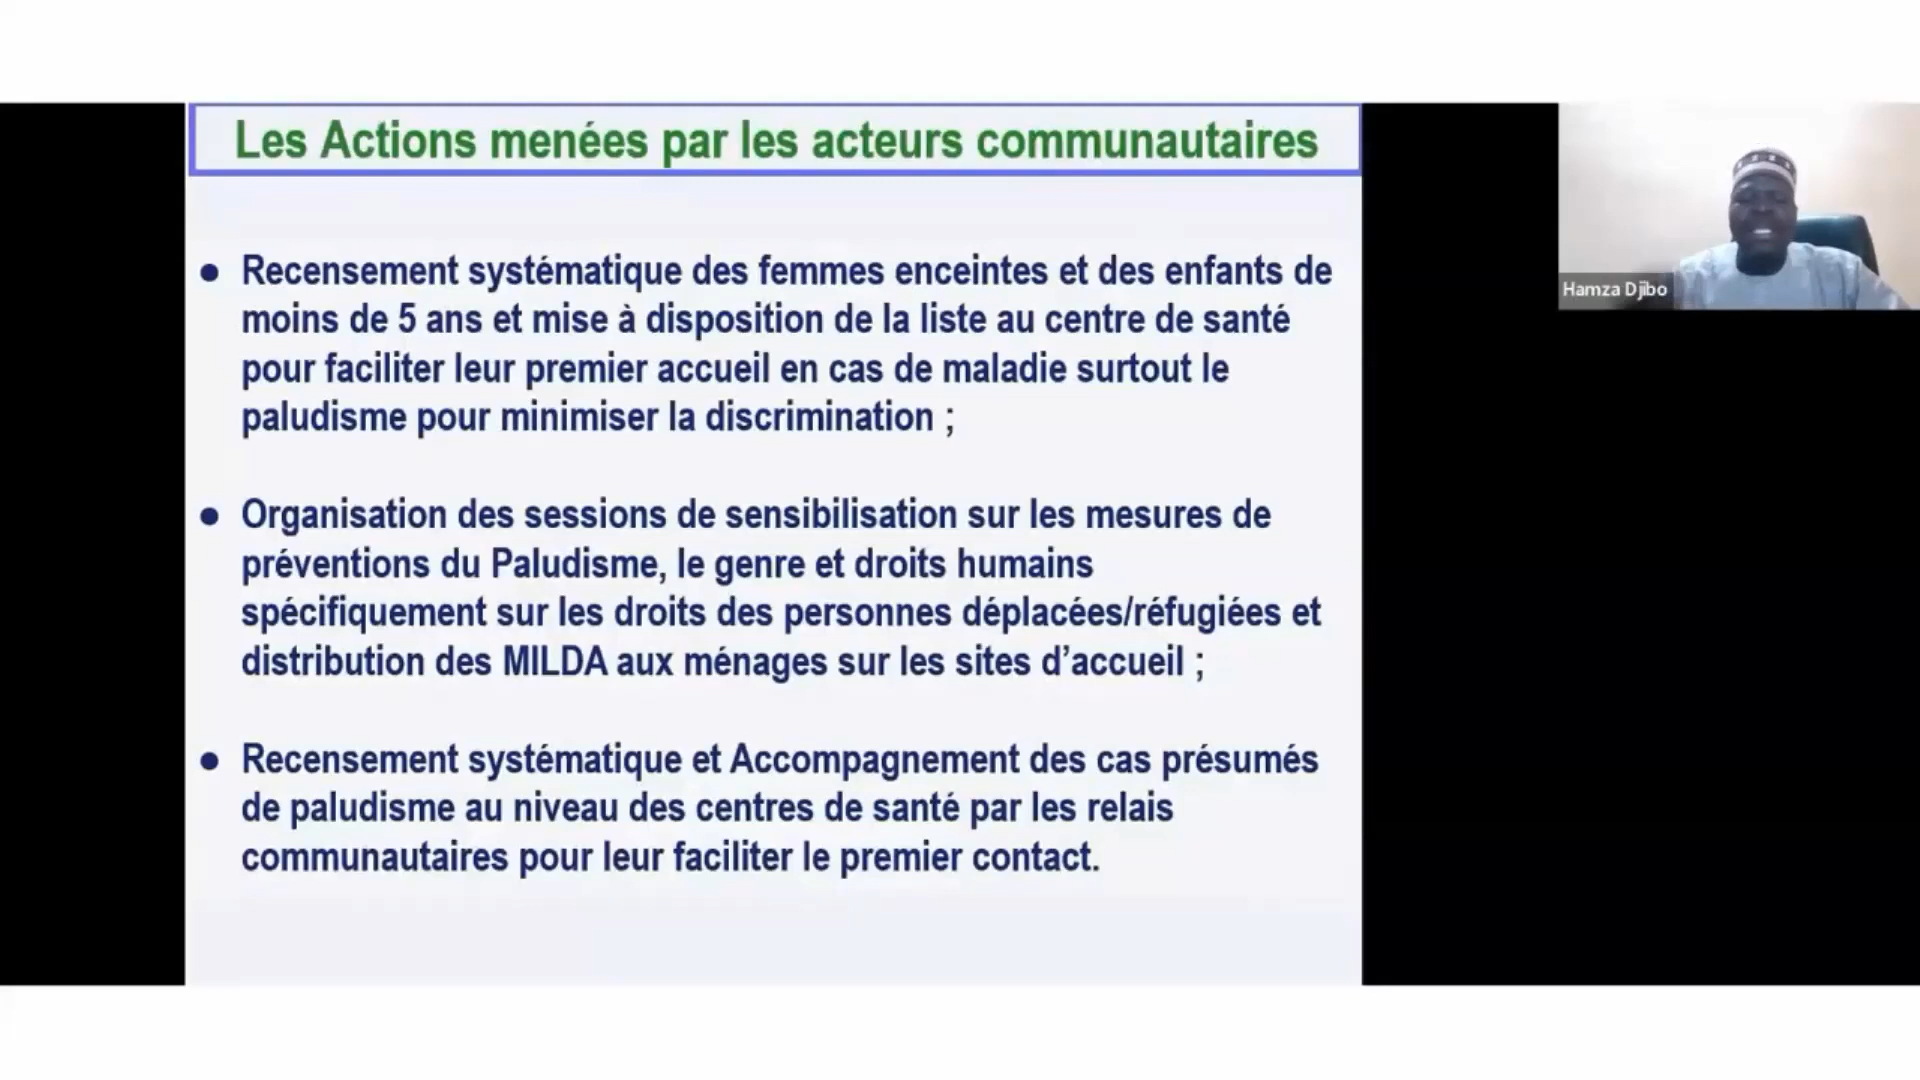 Les Actions menées par les acteurs communautaires
● Recensement systématique des femmes enceintes et des enfants de
moins de 5 ans et mise à disposition de la liste au centre de santé
pour faciliter leur premier accueil en cas de maladie surtout le
paludisme pour minimiser la discrimination ;
● Organisation des sessions de sensibilisation sur les mesures de
préventions du Paludisme, le genre et droits humains
spécifiquement sur les droits des personnes déplacées/réfugiées et
distribution des MILDA aux ménages sur les sites d’accueil ;
● Recensement systématique et Accompagnement des cas présumés
de paludisme au niveau des centres de santé par les relais
communautaires pour leur faciliter le premier contact.
Hamza Djibo